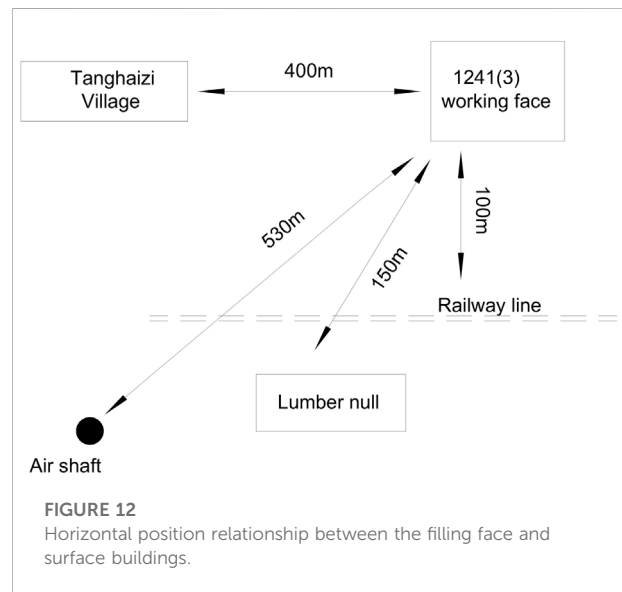 Tanghaizi
Village
400m
1241(3)
working face
530m
150m
100m
Railway line
Lumber null
Air shaft
FIGURE 12
Horizontal position relationship between the filling face and
surface buildings.